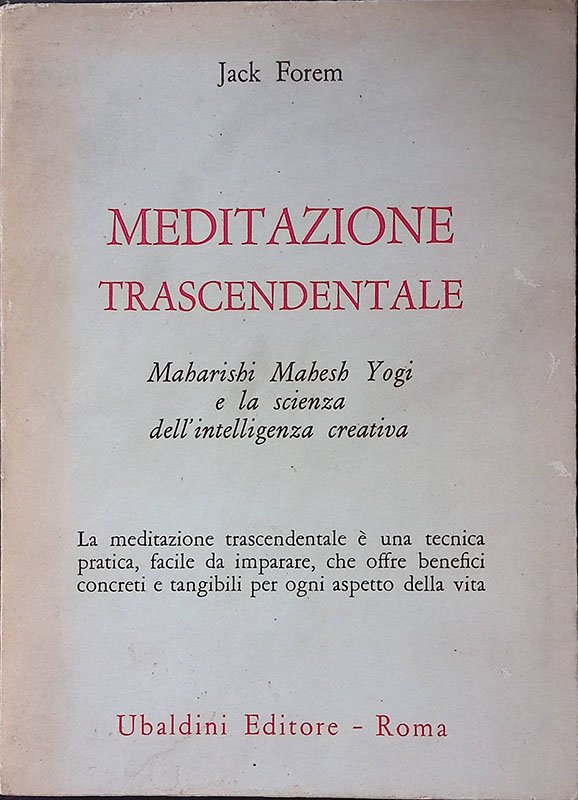 Jack Forem
MEDITAZIONE
TRASCENDENTALE
Maharishi Mahesh Yogi
e la scienza
dell'intelligenza creativa
La meditazione trascendentale è una tecnica
pratica, facile da imparare, che offre benefici
concreti e tangibili per ogni aspetto della vita
Ubaldini Editore - Roma